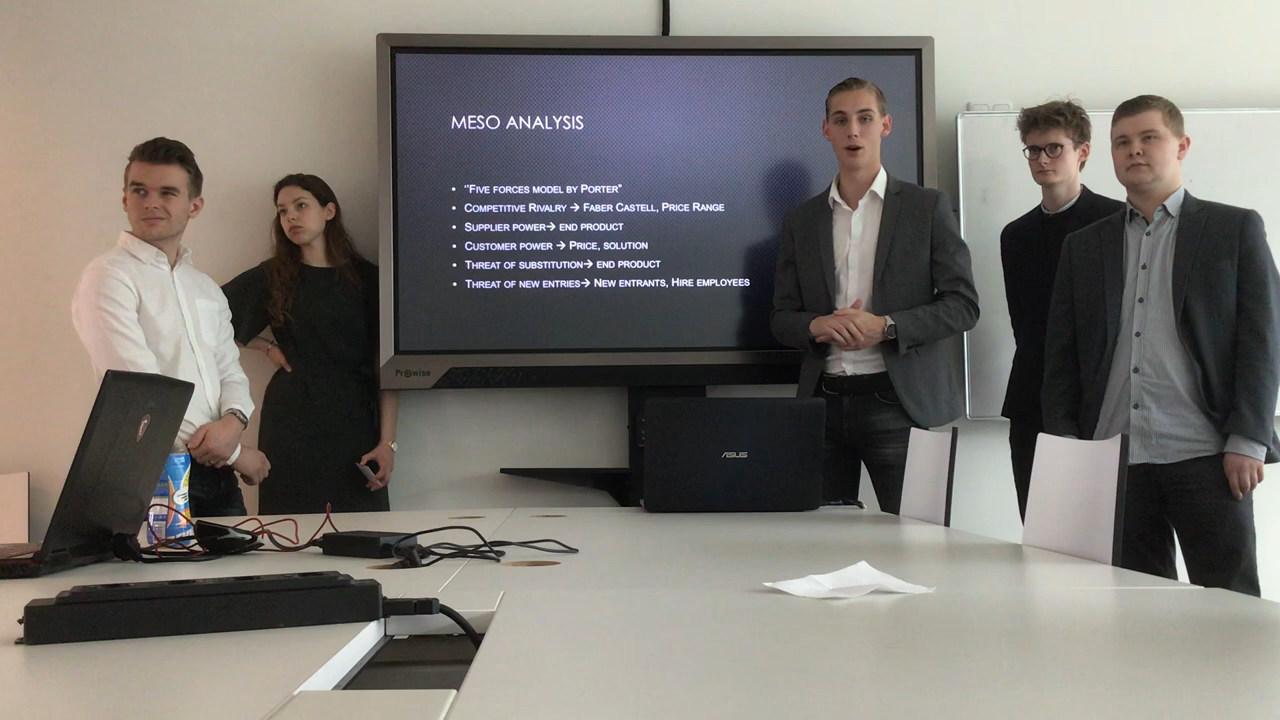 MESO ANALYSIS
• "Five forces model by Porter"
• Competitive Rivalry → Faber Castell, Price Range
• Supplier power→ end product
• Customer power → Price, solution
• Threat of substitution→ end product
• Threat of new entries→ New entrants, Hire employees
Prowise
ASUS